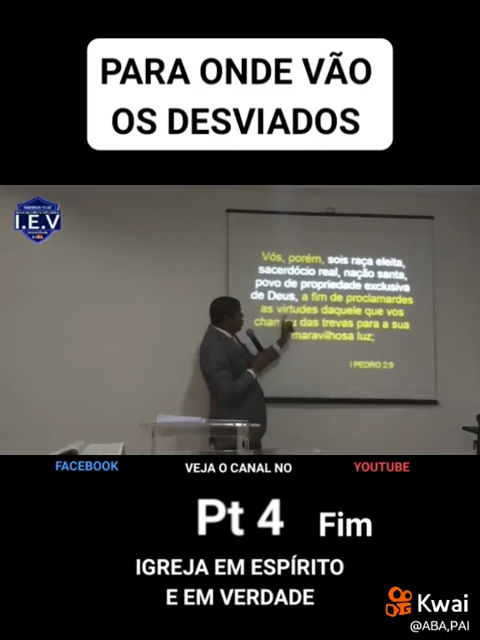 PARA ONDE VÃO
OS DESVIADOS
I.E.V
Vós, porém, sois raça eleita,
sacerdócio real, nação santa,
povo de propriedade exclusiva
de Deus, a fim de proclamardes
as virtudes daquele que vos
das trevas para a sua
maravilhosa luz;
I PEDRO 2:9
FACEBOOK
VEJA O CANAL NO
YOUTUBE
Pt 4 Fim
IGREJA EM ESPÍRITO
E EM VERDADE
Kwai
@ABA,PAI